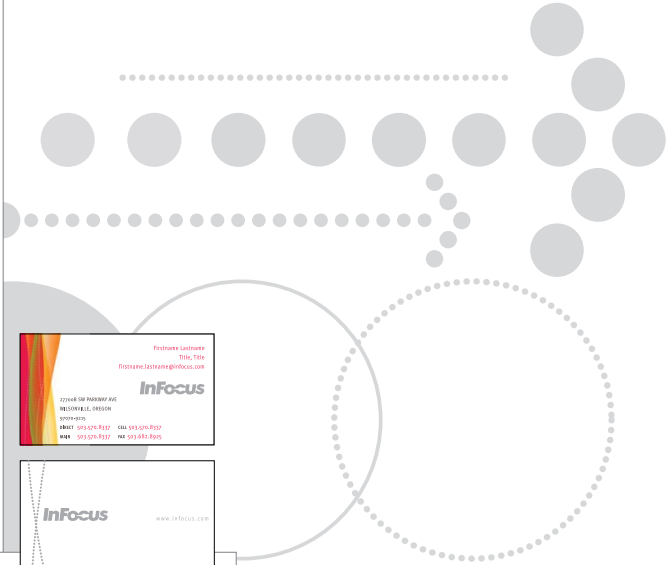 Firstname Lastname
Title, Title
firstname.lastname@infocus.com
InFocus
27700B SW PARKWAY AVE
WILSONVILLE, OREGON
97070-9215
DIRECT 503.570.8337 CELL 503.570.8337
MAIN 503.570.8337 FAX 503.682.8925
InFocus
www.infocus.com